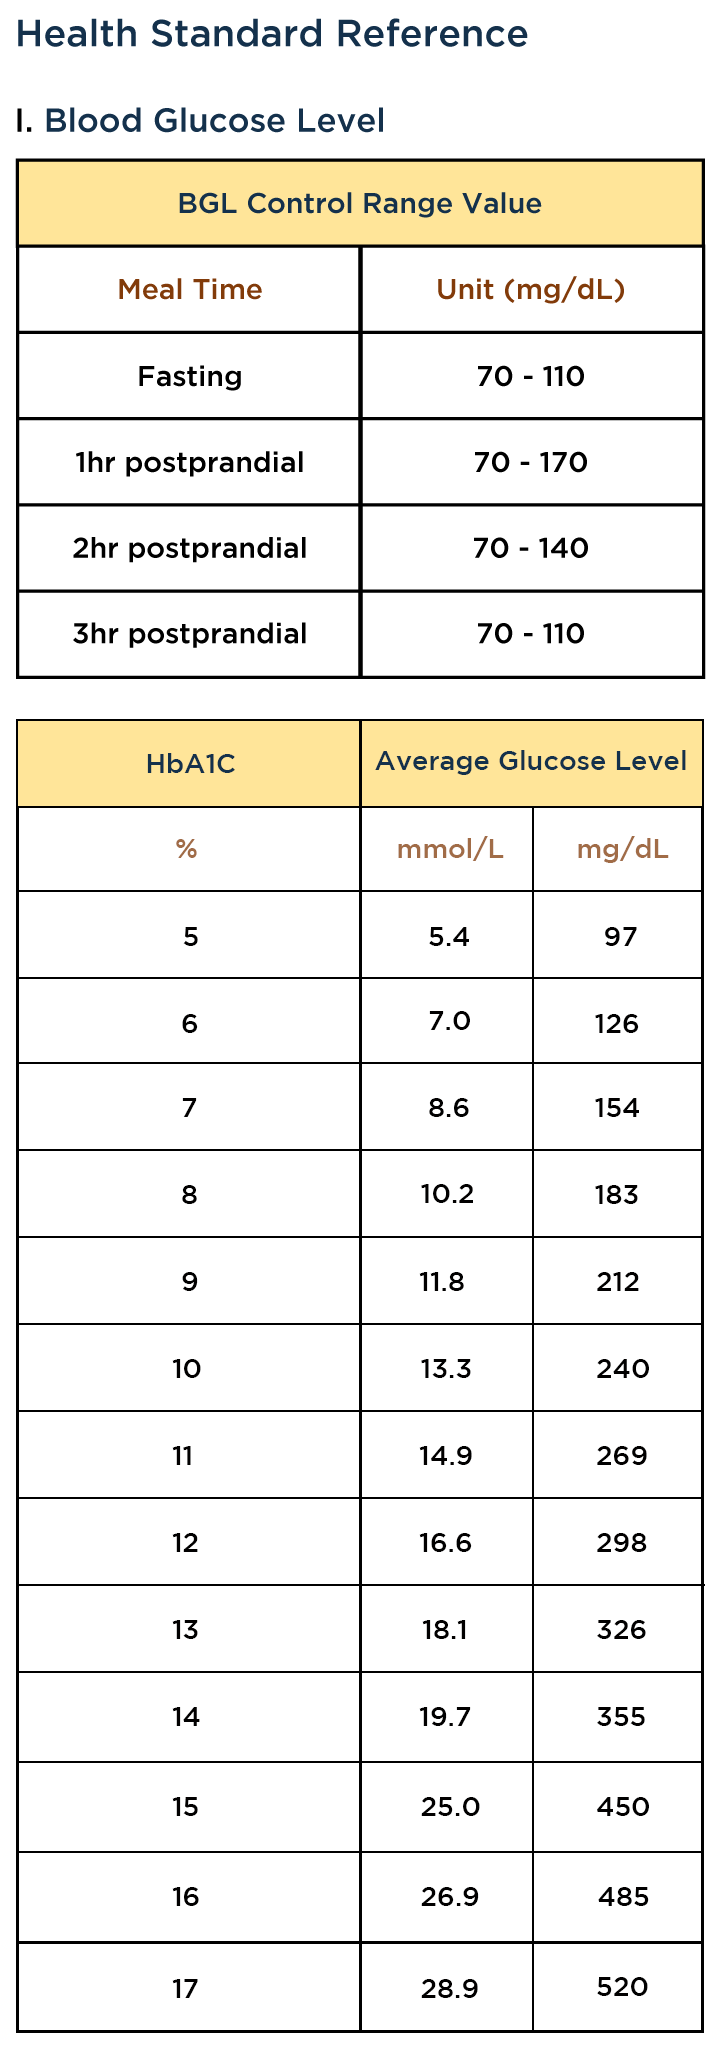 Health Standard Reference
I. Blood Glucose Level
BGL Control Range Value
Meal Time Unit (mg/dL)
Fasting 70 - 110
1hr postprandial 70 - 170
2hr postprandial 70 - 140
3hr postprandial 70 - 110
HbA1C Average Glucose Level
% mmol/L mg/dL
5 5.4 97
6 7.0 126
7 8.6 154
8 10.2 183
9 11.8 212
10 13.3 240
11 14.9 269
12 16.6 298
13 18.1 326
14 19.7 355
15 25.0 450
16 26.9 485
17 28.9 520